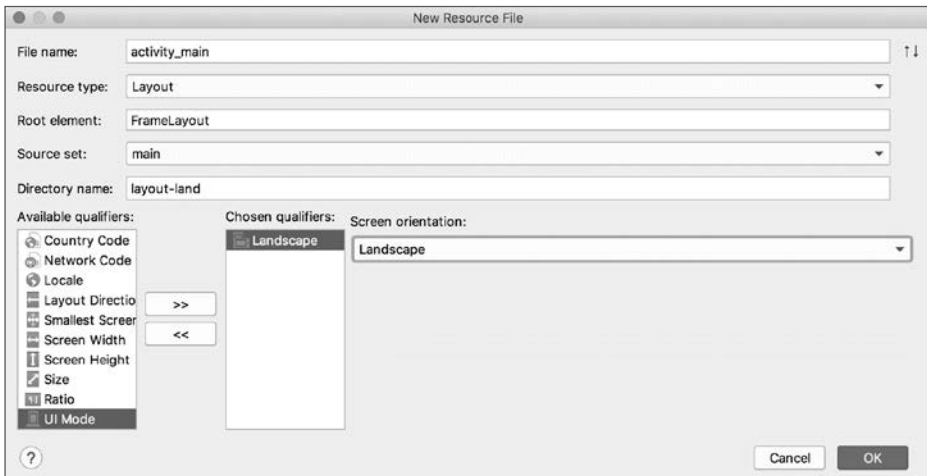 New Resource File
File name: activity_main
Resource type: Layout
Root element: FrameLayout
Source set: main
Directory name: layout-land
Available qualifiers: Chosen qualifiers: Screen orientation:
Country Code
Network Code
Locale
Layout Directio
Smallest Screer
Screen Width
Screen Height
Size
Ratio
UI Mode
>>
<<
Landscape
Landscape
?
Cancel
OK